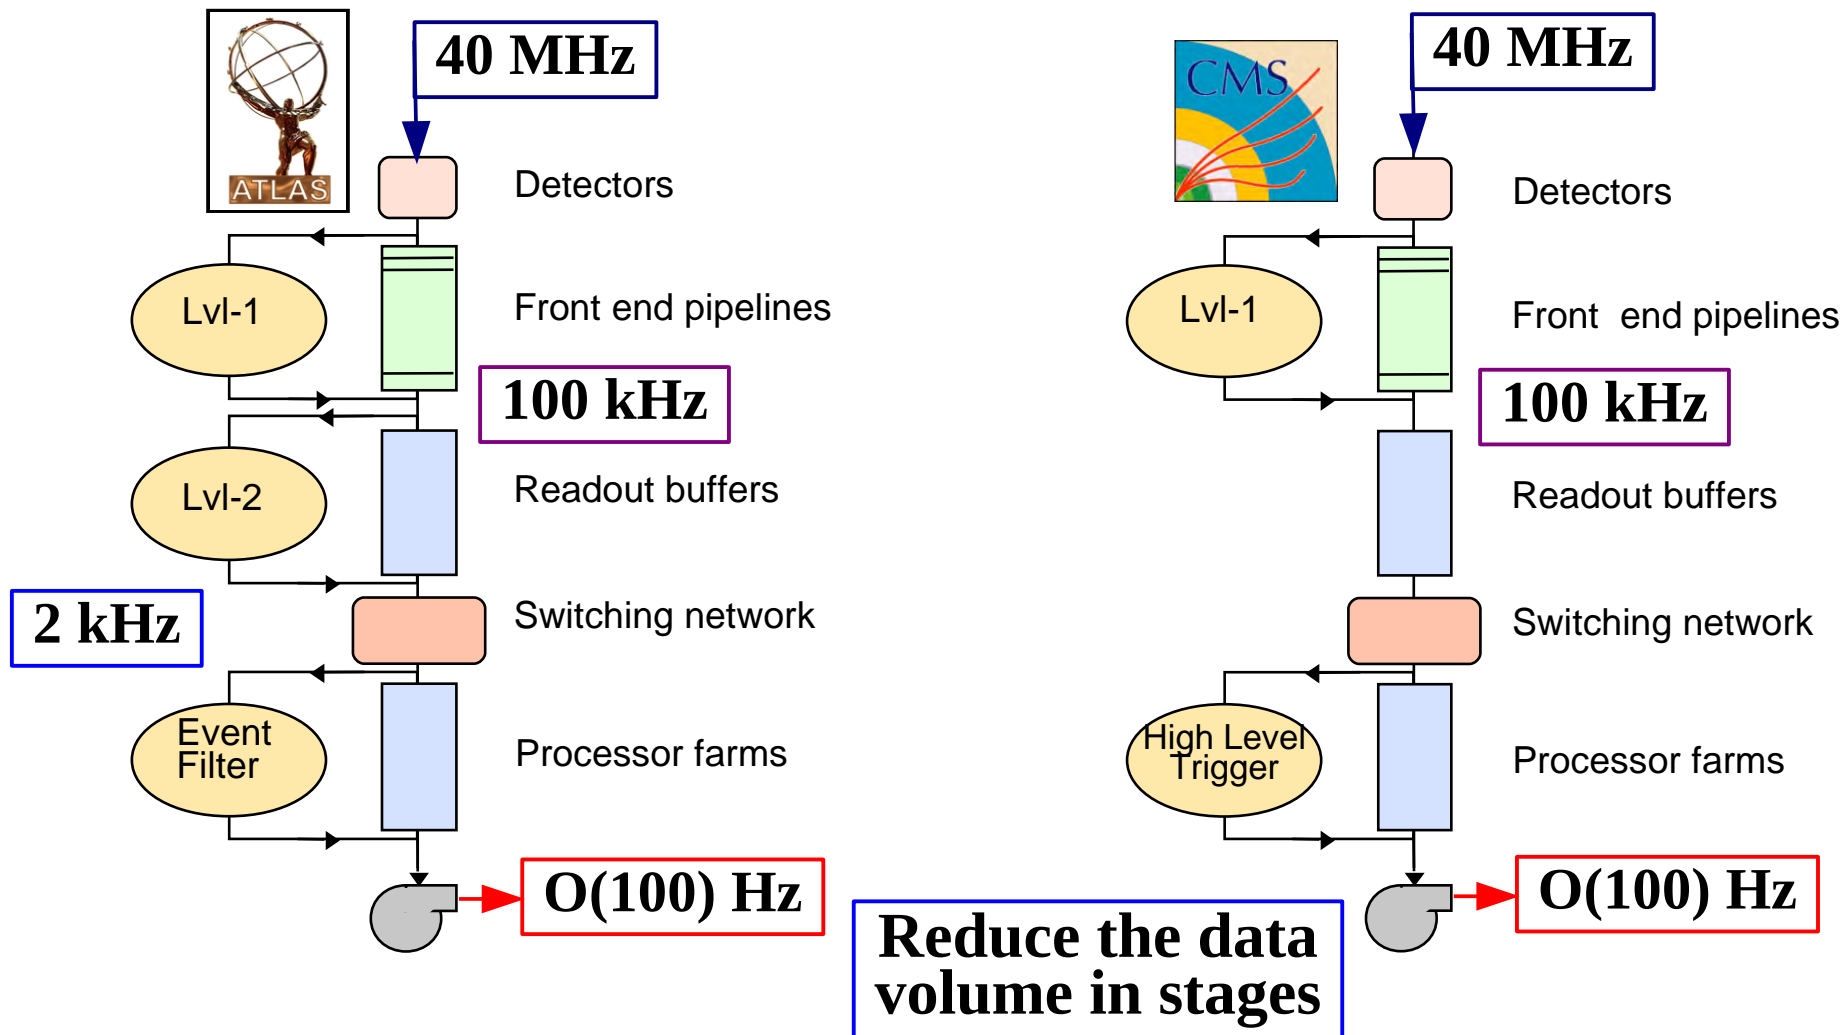 40 MHz
ATLAS
Detectors
Lvl-1
Front end pipelines
100 kHz
Lvl-2
Readout buffers
2 kHz
Switching network
Event
Filter
Processor farms
O(100) Hz
40 MHz
CMS
Detectors
Lvl-1
Front end pipelines
100 kHz
Readout buffers
Switching network
High Level
Trigger
Processor farms
O(100) Hz
Reduce the data
volume in stages